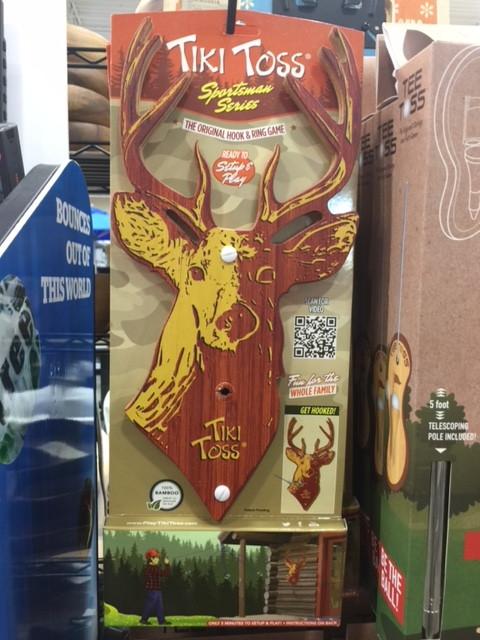 TIKI TOSS®
Sportsman
Series
THE ORIGINAL HOOK & RING GAME
READY TO
Setup &
Play
BOUNCES
OUT OF
THIS WORLD
SCAN FOR
VIDEO
Fun for the
WHOLE FAMILY
GET HOOKED!
TIKI
TOSS®
100%
BAMBOO
Patent Pending
www.PlayTikiToss.com
ONLY 5 MINUTES TO SETUP & PLAY! • INSTRUCTIONS ON BACK
TEE
TOSS
5 foot
TELESCOPING
POLE INCLUDED!
BE THE
BALL!